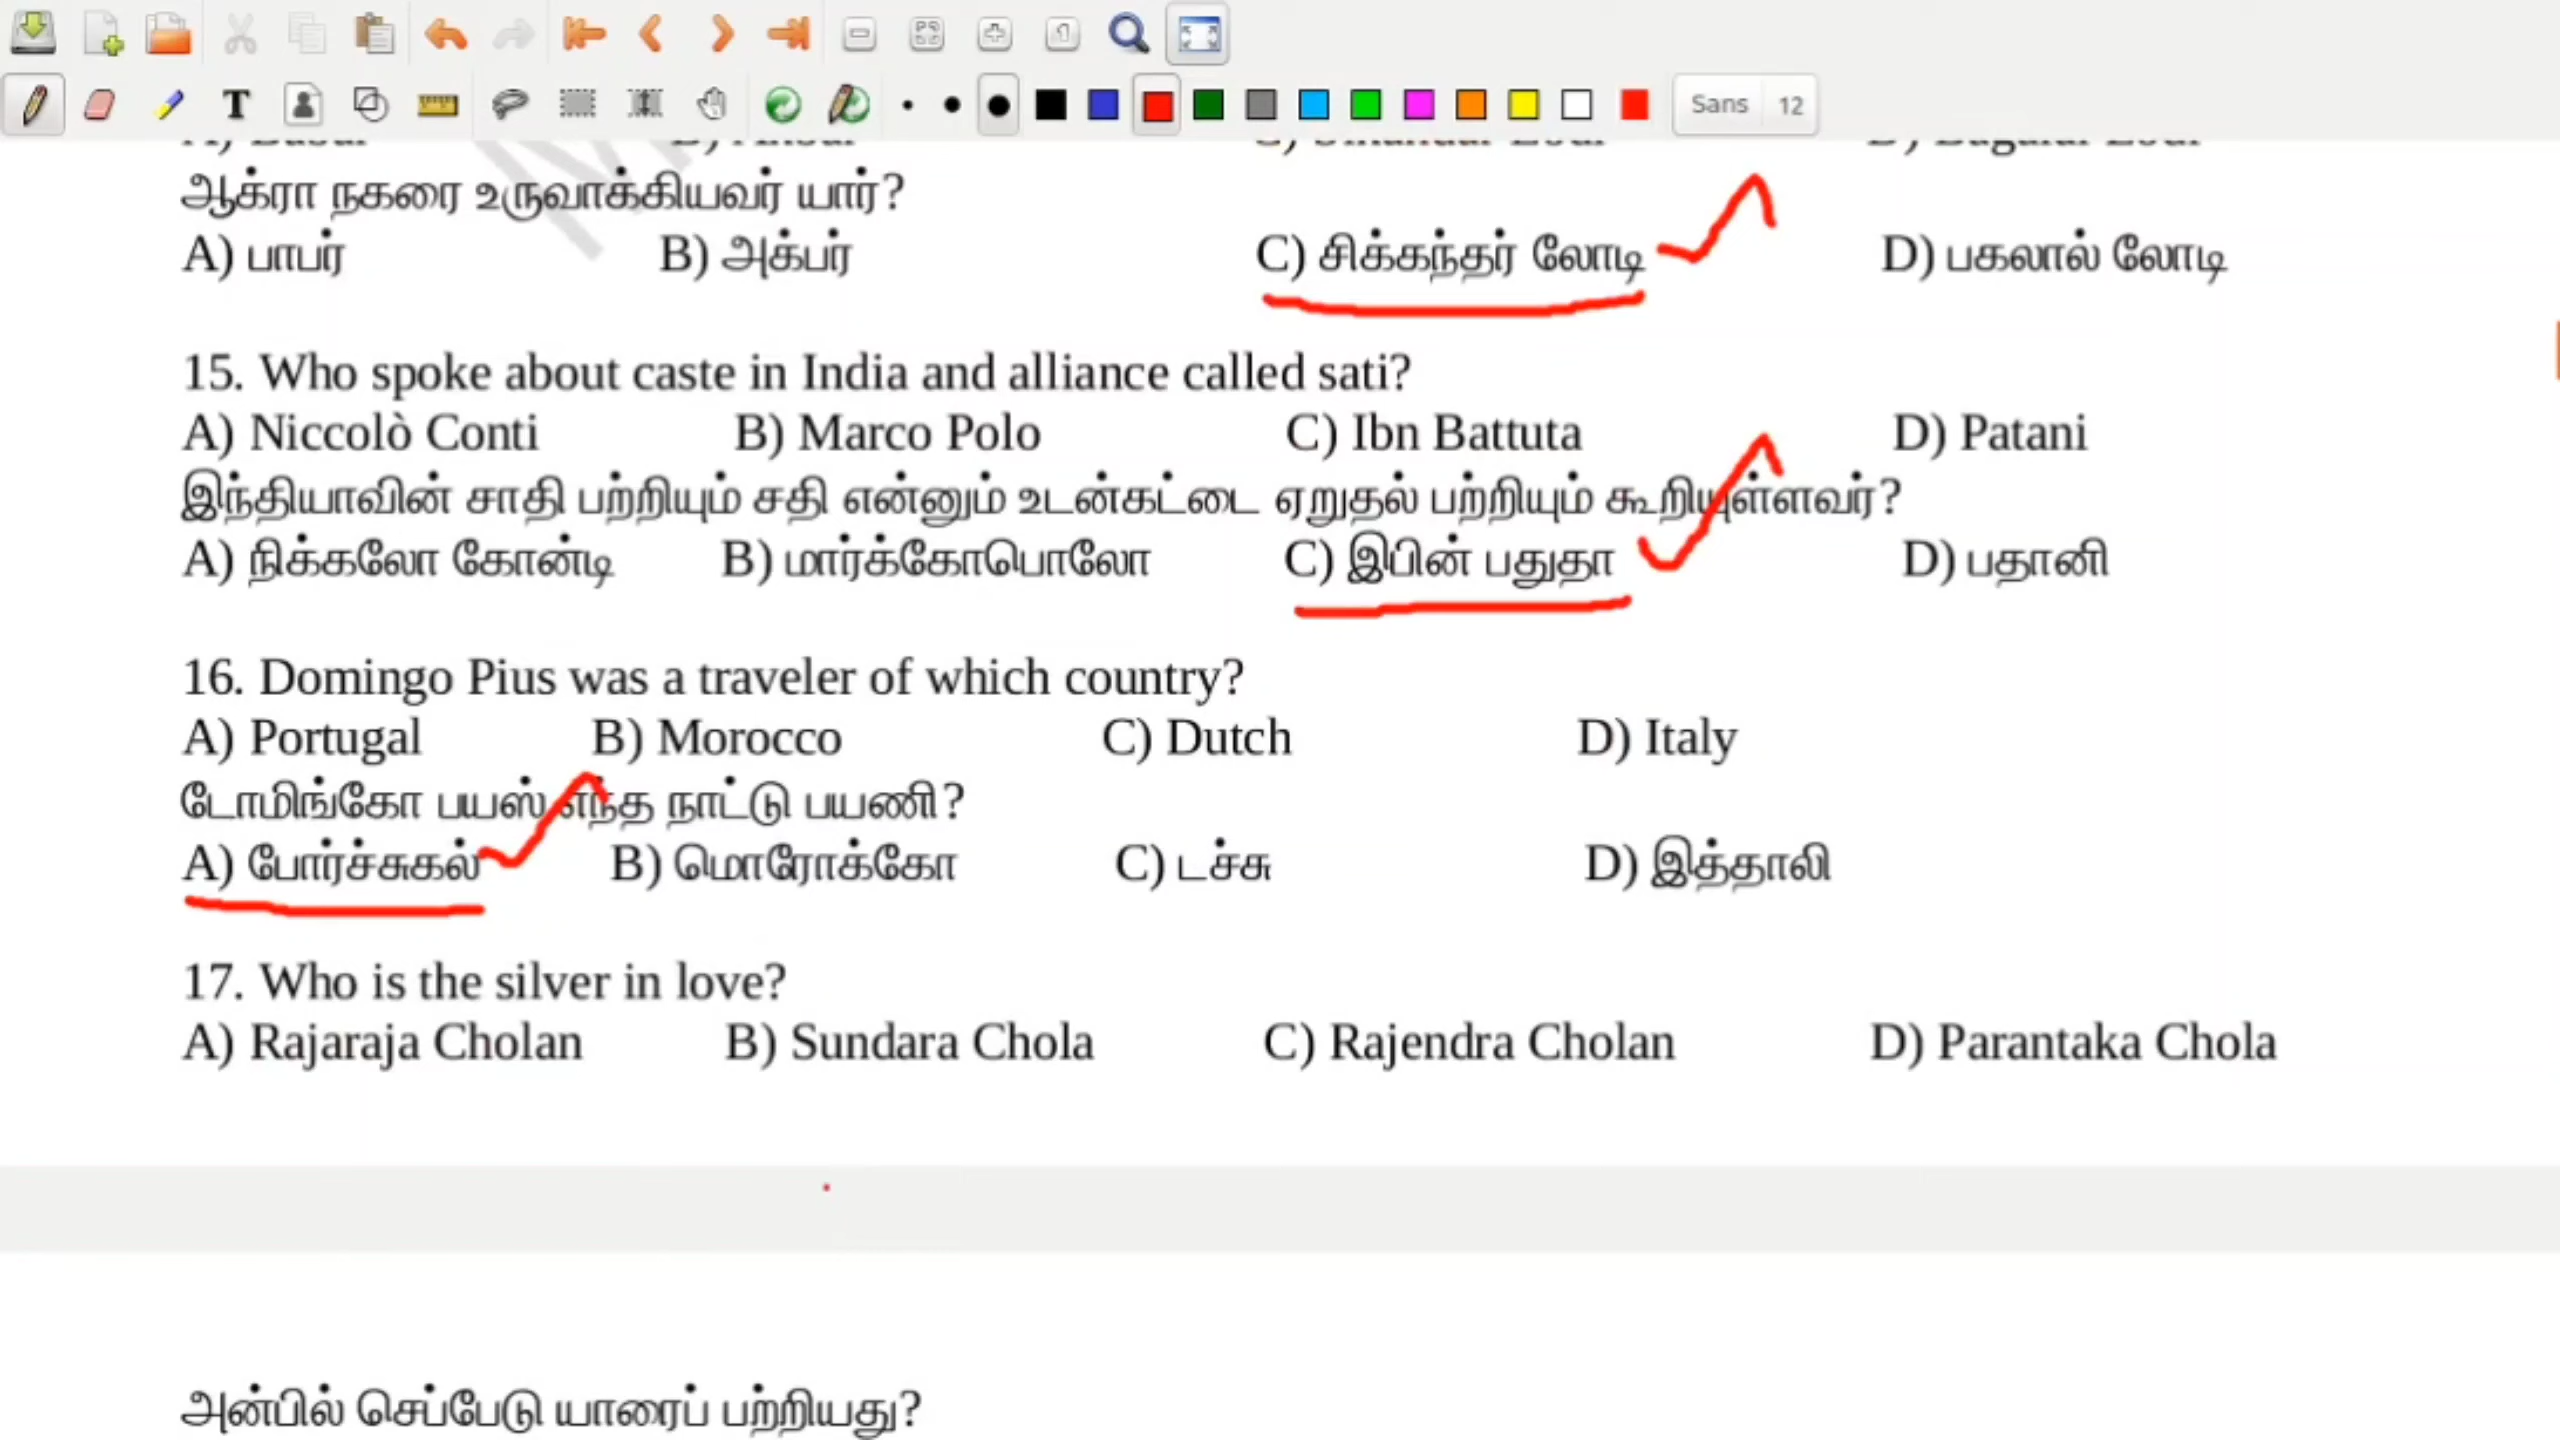 Sans 12
ஆக்ரா நகரை உருவாக்கியவர் யார்?
A) பாபர் B) அக்பர் C) சிக்கந்தர் லோடி D) பகலால் லோடி
15. Who spoke about caste in India and alliance called sati?
A) Niccolò Conti B) Marco Polo C) Ibn Battuta D) Patani
இந்தியாவின் சாதி பற்றியும் சதி என்னும் உடன்கட்டை ஏறுதல் பற்றியும் கூறியுள்ளவர்?
A) நிக்கலோ கோண்டி B) மார்க்கோபொலோ C) இபின் பதுதா D) பதானி
16. Domingo Pius was a traveler of which country?
A) Portugal B) Morocco C) Dutch D) Italy
டோமிங்கோ பயஸ் எந்த நாட்டு பயணி?
A) போர்ச்சுகல் B) மொரோக்கோ C) டச்சு D) இத்தாலி
17. Who is the silver in love?
A) Rajaraja Cholan B) Sundara Chola C) Rajendra Cholan D) Parantaka Chola
அன்பில் செப்பேடு யாரைப் பற்றியது?